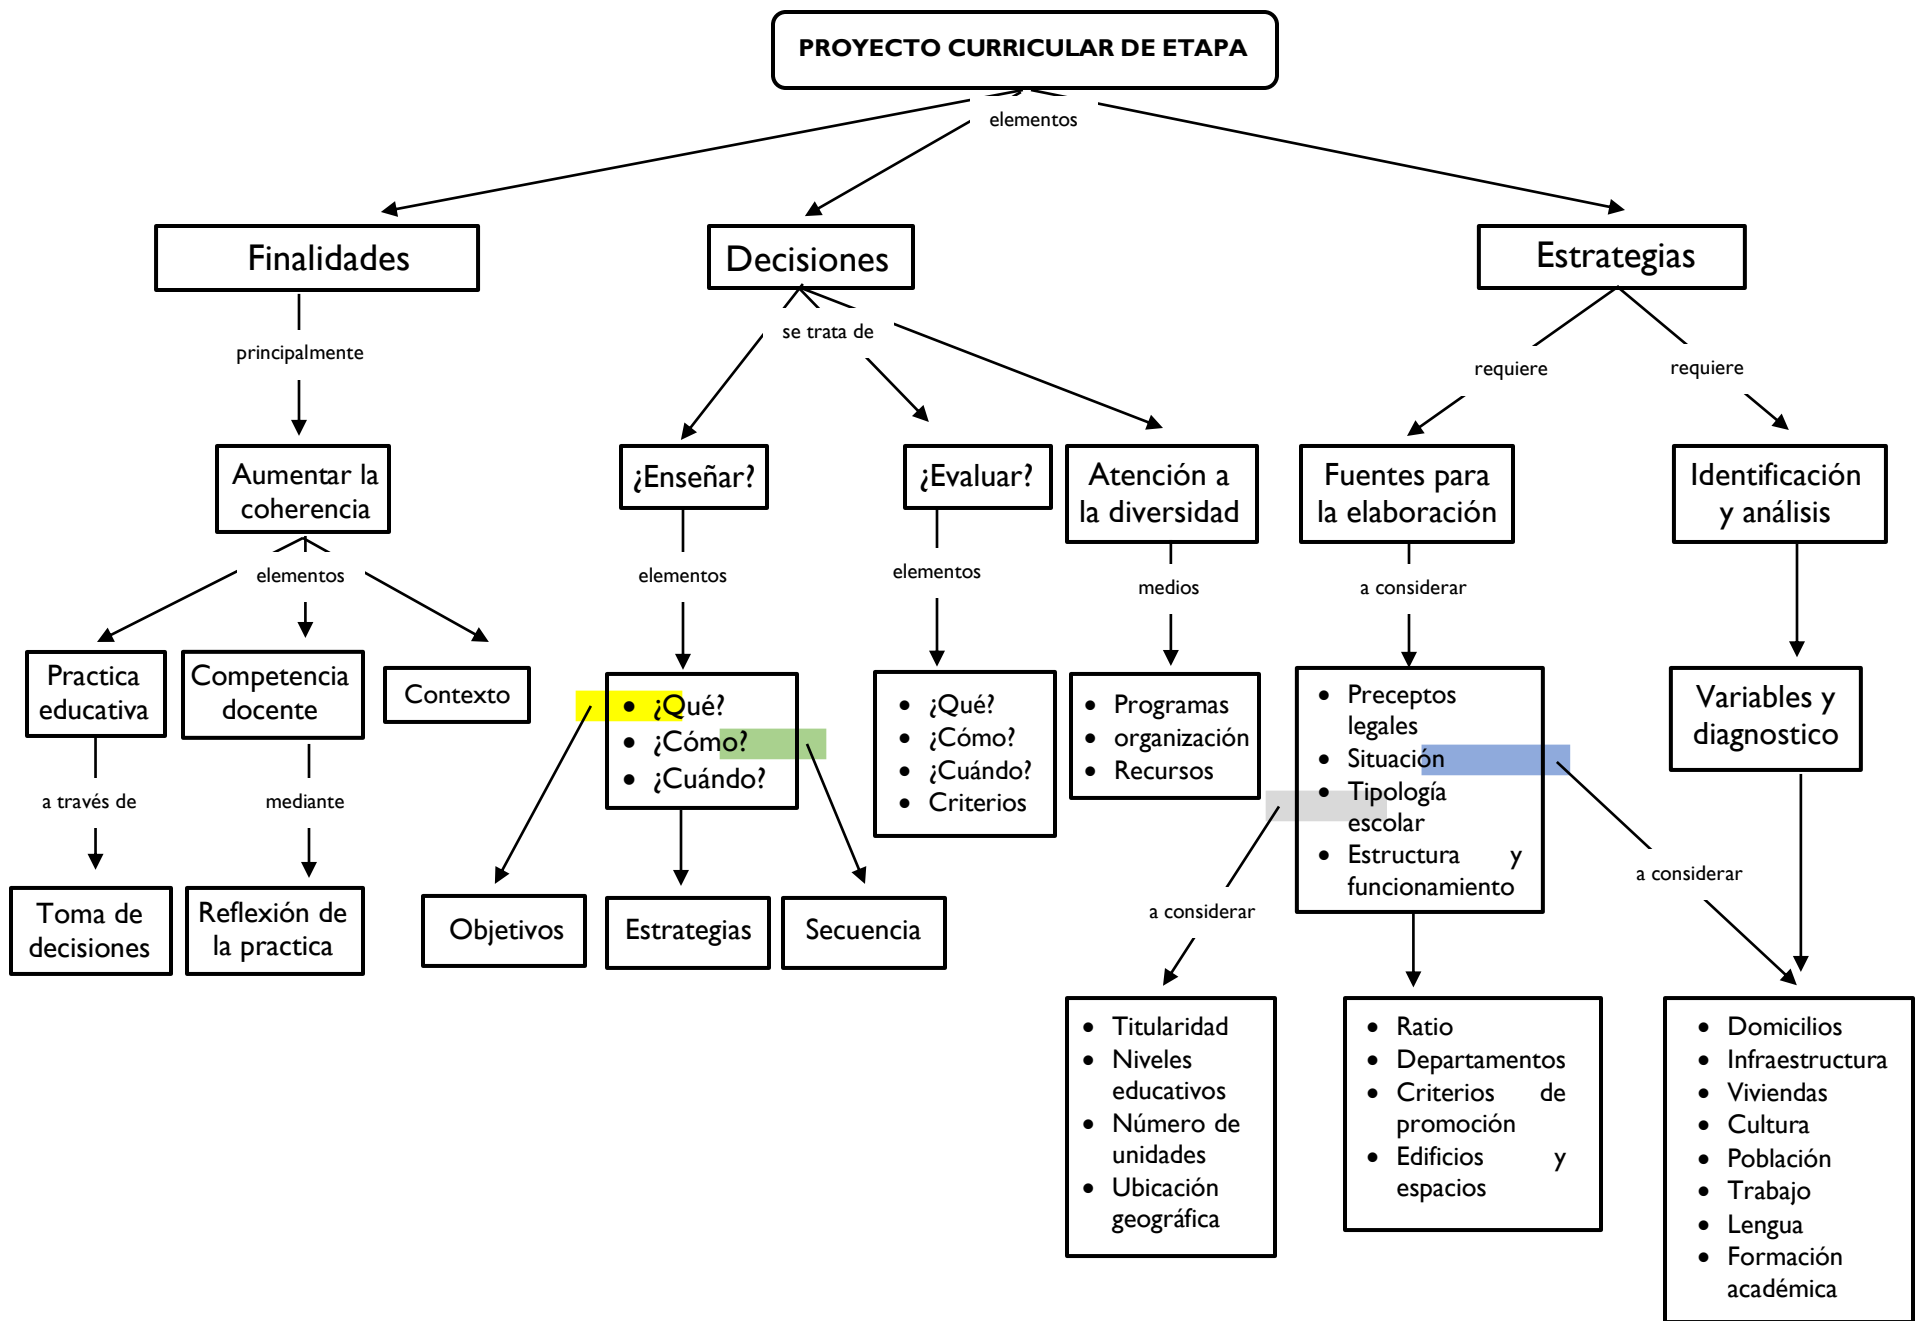 PROYECTO CURRICULAR DE ETAPA
elementos
Finalidades
Decisiones
Estrategias
principalmente
se trata de
requiere
requiere
Aumentar la
coherencia
¿Enseñar?
¿Evaluar?
Atención a
la diversidad
Fuentes para
la elaboración
Identificación
y análisis
elementos
elementos
elementos
medios
a considerar
Practica
educativa
Competencia
docente
Contexto
• ¿Qué?
• ¿Cómo?
• ¿Cuándo?
• ¿Qué?
• ¿Cómo?
• ¿Cuándo?
• Criterios
• Programas
• organización
• Recursos
• Preceptos
legales
• Situación
• Tipología
escolar
• Estructura y
funcionamiento
Variables y
diagnostico
a través de
mediante
a considerar
a considerar
Toma de
decisiones
Reflexión de
la practica
Objetivos
Estrategias
Secuencia
• Titularidad
• Niveles
educativos
• Número de
unidades
• Ubicación
geográfica
• Ratio
• Departamentos
• Criterios de
promoción
• Edificios y
espacios
• Domicilios
• Infraestructura
• Viviendas
• Cultura
• Población
• Trabajo
• Lengua
• Formación
académica